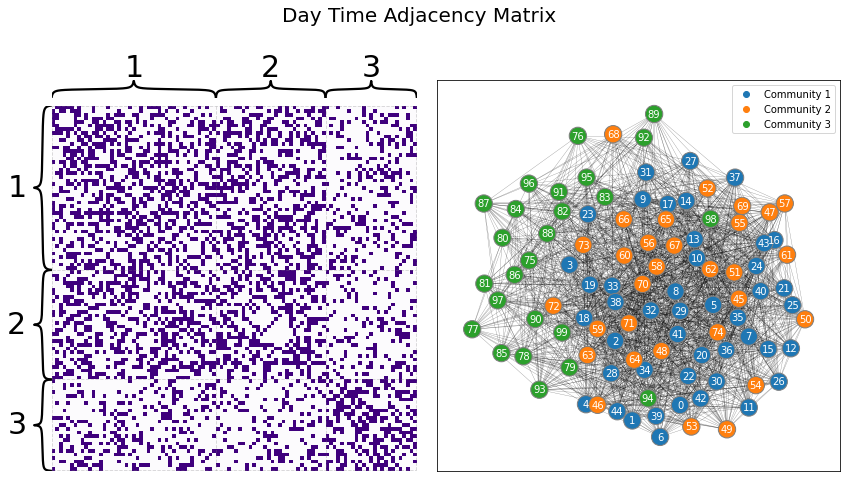 Day Time Adjacency Matrix
1 2 3
1
2
3
Community 1
Community 2
Community 3
89
76 68 92
27
31 37
95
96 91 83 52
87 84 82 23 9 17 14 69 47 57
66 65 98 55
80 88 73 56 67 13 43 16
60 10 61
75 3 58 62 51 24
86
81 19 33 70 8 40 21
97 38 45 25
72 32 29 5
90 18 71 35 50
77 99 59 2 41 74 7
85 78 63 64 48 20 36 15 12
79 28 34 22 30 54 26
93
4 46 94 0 42 11
44 1 39
6 53 49